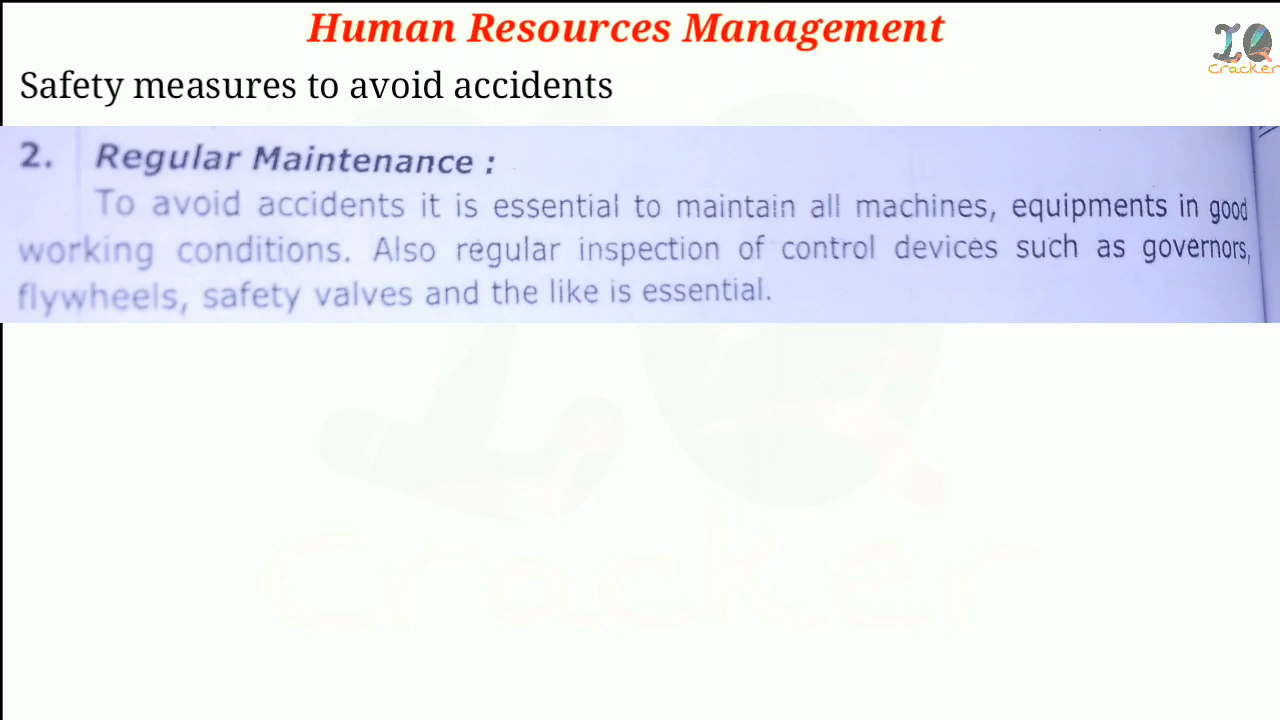 Human Resources Management
IQ
cracker
Safety measures to avoid accidents
2. Regular Maintenance :
To avoid accidents it is essential to maintain all machines, equipments in good
working conditions. Also regular inspection of control devices such as governors,
flywheels, safety valves and the like is essential.
IQ
cracker